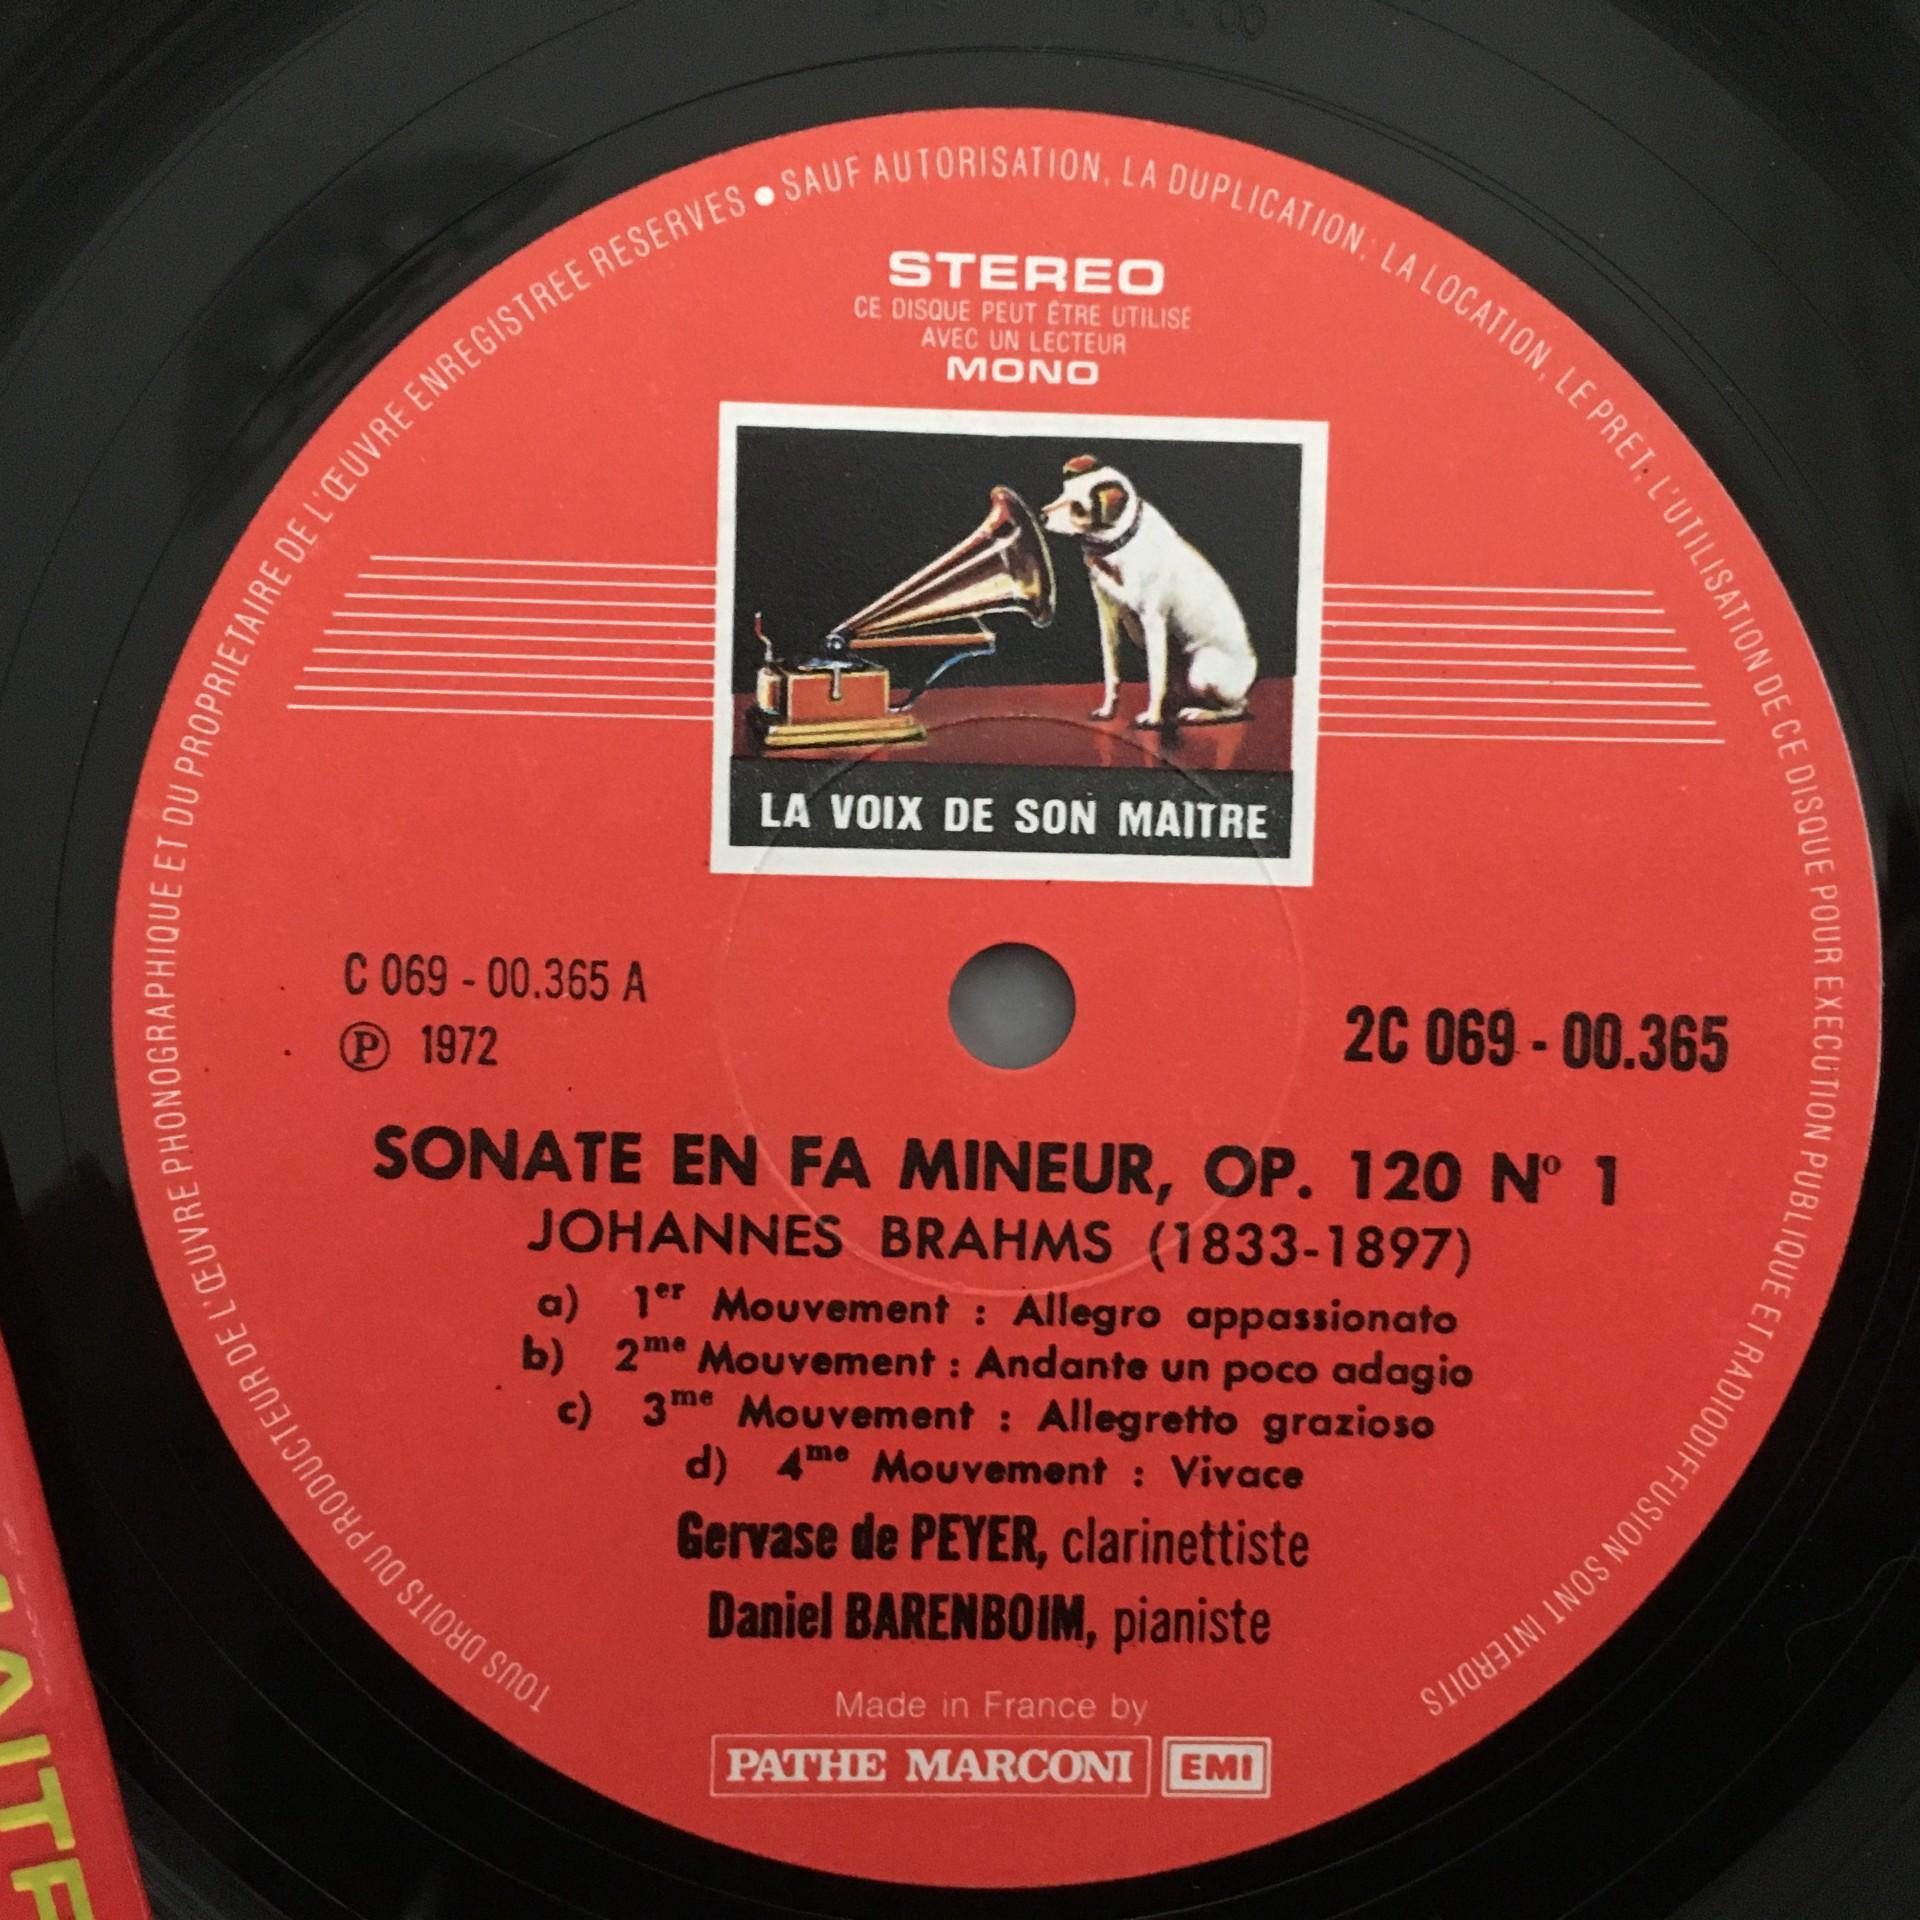 TOUS DROITS DU PRODUCTEUR DE L'ŒUVRE PHONOGRAPHIQUE ET DU PROPRIETAIRE DE L'ŒUVRE ENREGISTREE RESERVES ● SAUF AUTORISATION, LA DUPLICATION, LA LOCATION, LE PRET, L'UTILISATION DE CE DISQUE POUR EXECUTION PUBLIQUE ET RADIODIFFUSION SONT INTERDITS
STEREO
CE DISQUE PEUT ÊTRE UTILISÉ
AVEC UN LECTEUR
MONO
LA VOIX DE SON MAITRE
C 069 - 00.365 A
Ⓟ 1972
2C 069 - 00.365
SONATE EN FA MINEUR, OP. 120 Nº 1
JOHANNES BRAHMS (1833-1897)
a) 1er Mouvement : Allegro appassionato
b) 2me Mouvement : Andante un poco adagio
c) 3me Mouvement : Allegretto grazioso
d) 4me Mouvement : Vivace
Gervase de PEYER, clarinettiste
Daniel BARENBOIM, pianiste
Made in France by
PATHE MARCONI EMI